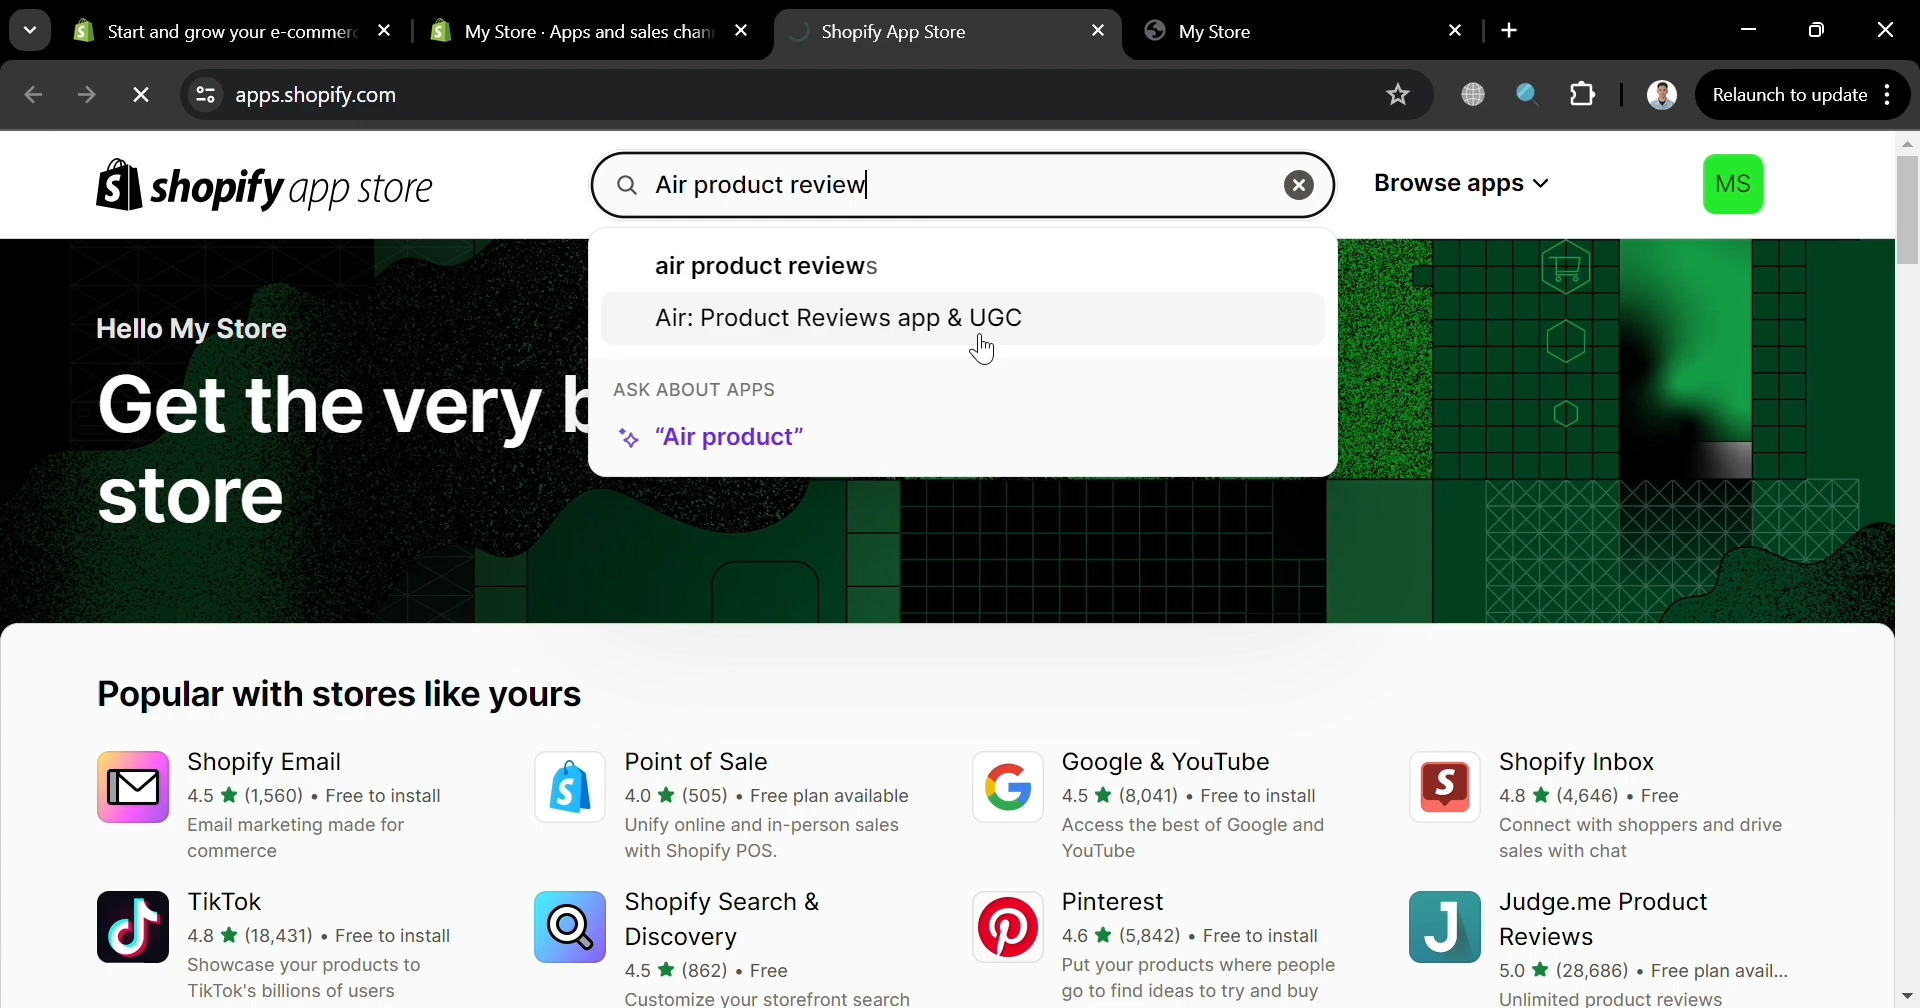 Start and grow your e-commerc
My Store · Apps and sales chan
Shopify App Store
My Store
apps.shopify.com
Relaunch to update
shopify app store
Air product review
Browse apps
MS
air product reviews
Air: Product Reviews app & UGC
ASK ABOUT APPS
“Air product”
Hello My Store
Get the very b
store
Popular with stores like yours
Shopify Email
4.5 ★ (1,560) • Free to install
Email marketing made for
commerce
Point of Sale
4.0 ★ (505) • Free plan available
Unify online and in-person sales
with Shopify POS.
Google & YouTube
4.5 ★ (8,041) • Free to install
Access the best of Google and
YouTube
Shopify Inbox
4.8 ★ (4,646) • Free
Connect with shoppers and drive
sales with chat
TikTok
4.8 ★ (18,431) • Free to install
Showcase your products to
TikTok's billions of users
Shopify Search &
Discovery
4.5 ★ (862) • Free
Customize your storefront search
Pinterest
4.6 ★ (5,842) • Free to install
Put your products where people
go to find ideas to try and buy
Judge.me Product
Reviews
5.0 ★ (28,686) • Free plan avail...
Unlimited product reviews